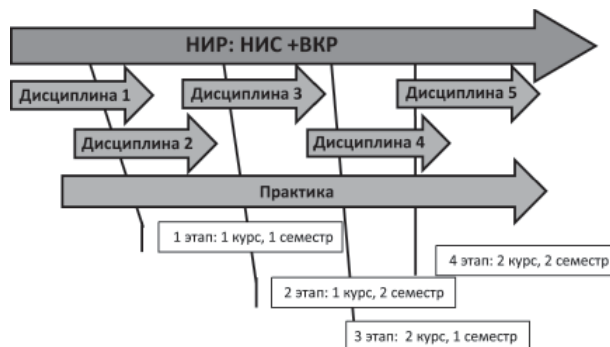 НИР: НИС +ВКР
Дисциплина 1
Дисциплина 3
Дисциплина 5
Дисциплина 2
Дисциплина 4
Практика
1 этап: 1 курс, 1 семестр
4 этап: 2 курс, 2 семестр
2 этап: 1 курс, 2 семестр
3 этап: 2 курс, 1 семестр